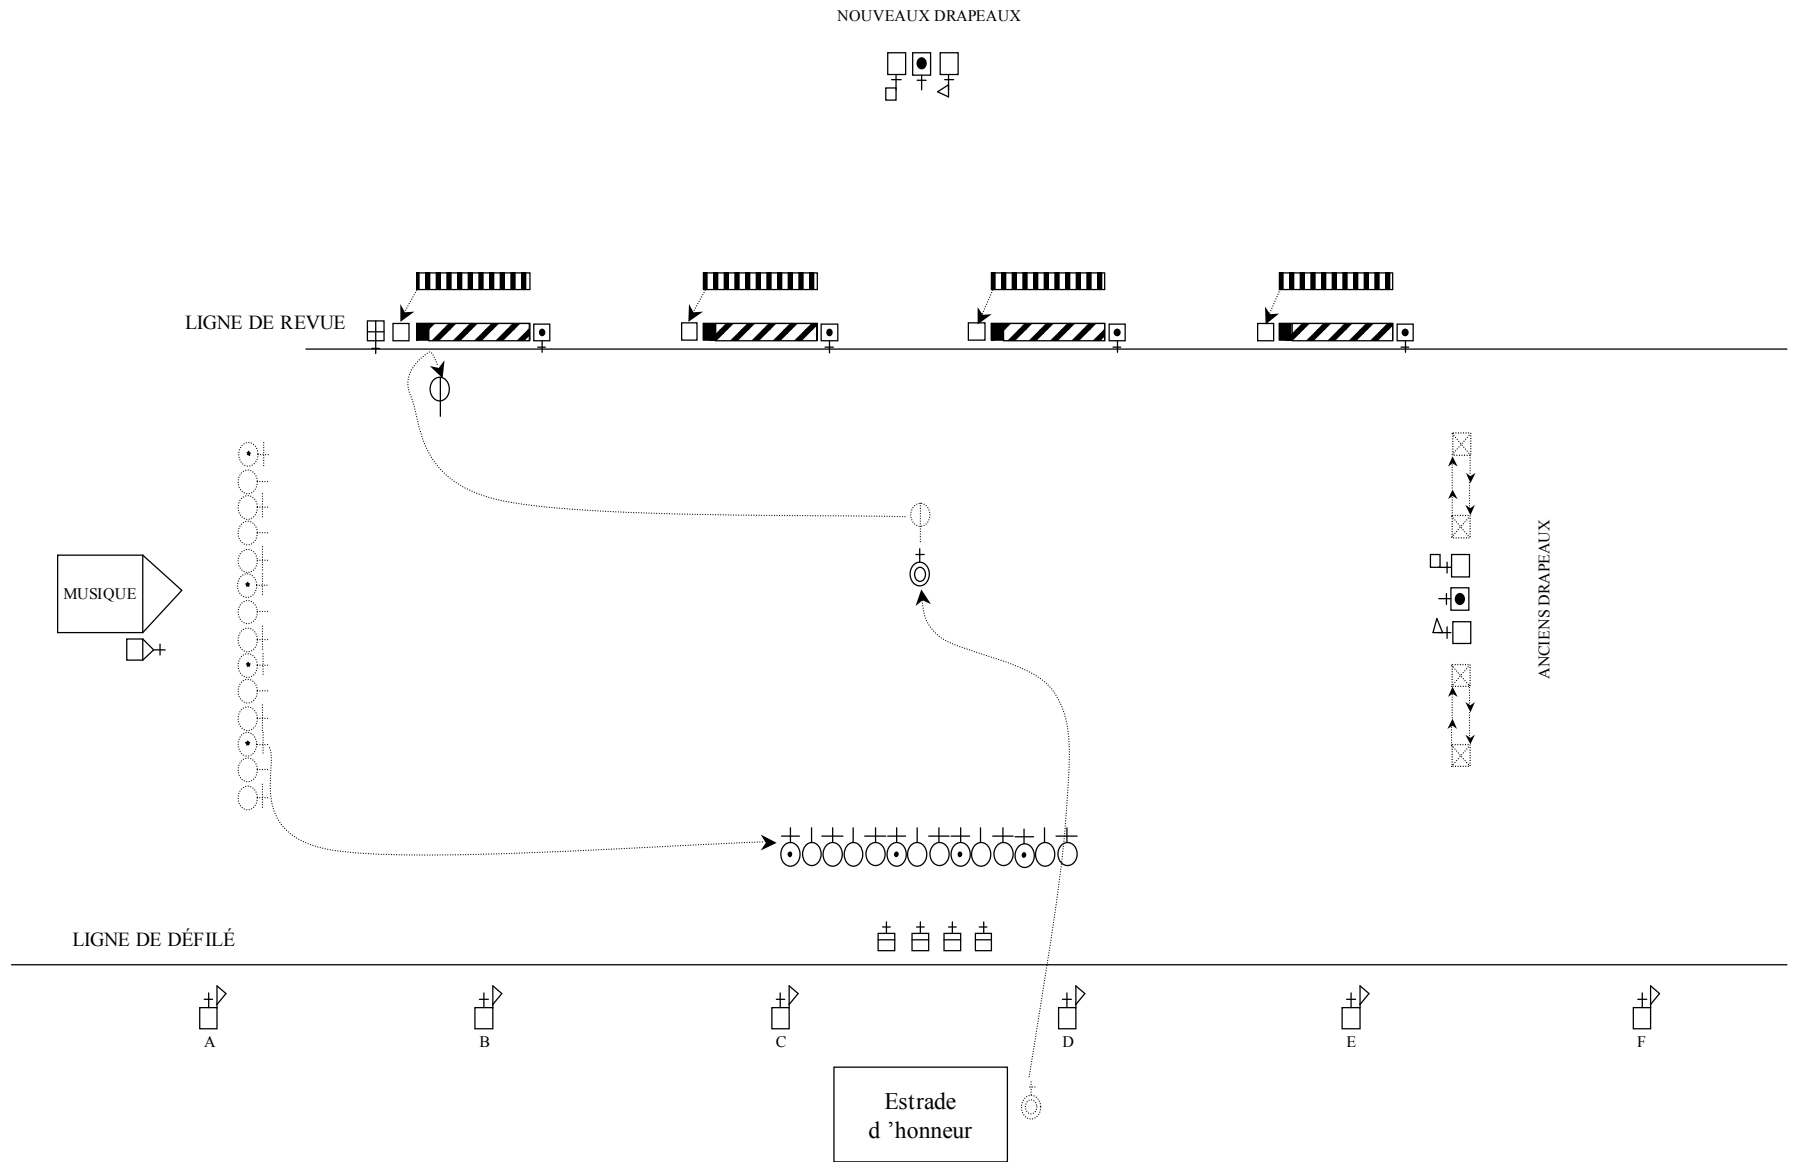 NOUVEAUX DRAPEAUX
LIGNE DE REVUE
MUSIQUE
ANCIENS DRAPEAUX
LIGNE DE DÉFILÉ
A
B
C
D
E
F
Estrade
d ’honneur